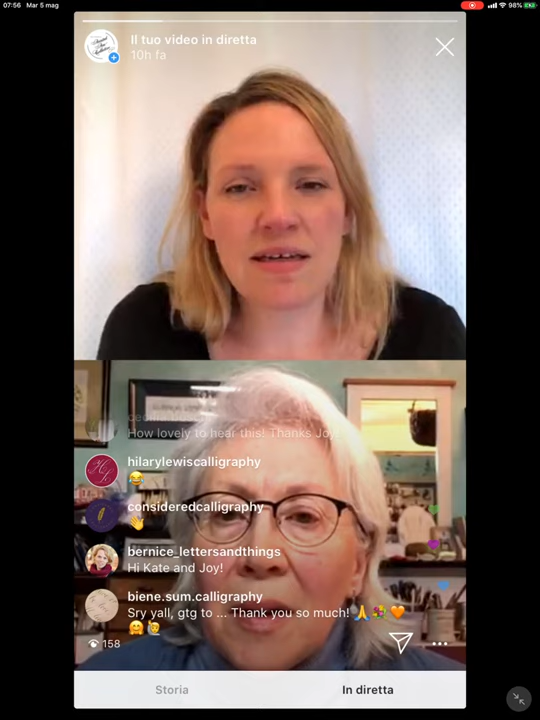 07:56 Mar 5 mag
98%
Il tuo video in diretta
10h fa
How lovely to hear this! Thanks Joy
hilarylewiscalligraphy
😂
consideredcalligraphy
👋
bernice_lettersandthings
Hi Kate and Joy!
biene.sum.calligraphy
Sry yall, gtg to ... Thank you so much! 🙏💐🧡
🤗🙋‍♂️
158
Storia
In diretta